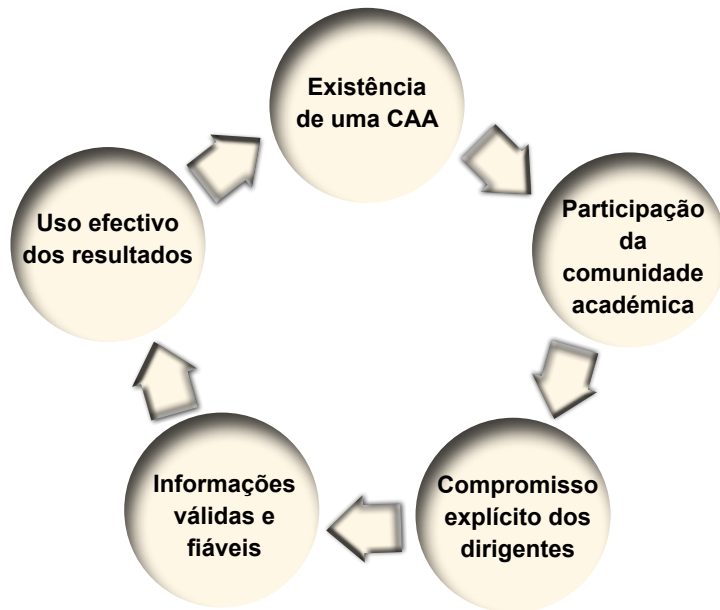 Existência
de uma CAA
Participação
da
comunidade
académica
Compromisso
explícito dos
dirigentes
Informações
válidas e
fiáveis
Uso efectivo
dos resultados